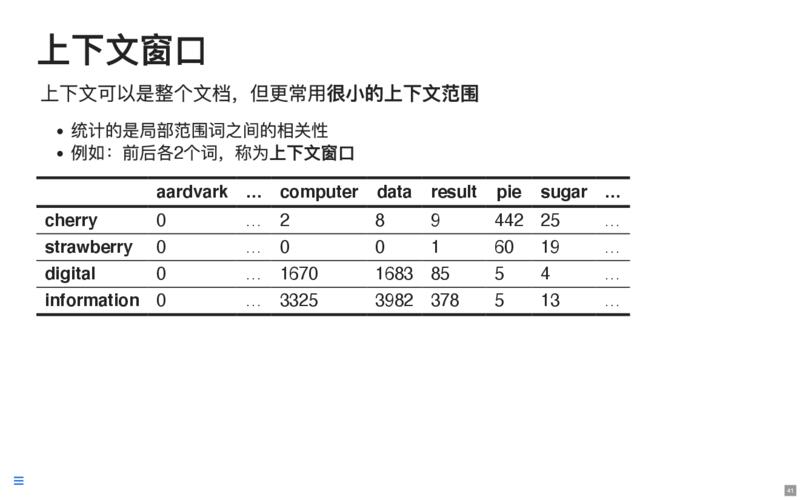 上下文窗口
上下文可以是整个文档，但更常用很小的上下文范围
• 统计的是局部范围词之间的相关性
• 例如：前后各2个词，称为上下文窗口
aardvark ... computer data result pie sugar ...
cherry 0 ... 2 8 9 442 25 ...
strawberry 0 ... 0 0 1 60 19 ...
digital 0 ... 1670 1683 85 5 4 ...
information 0 ... 3325 3982 378 5 13 ...
41